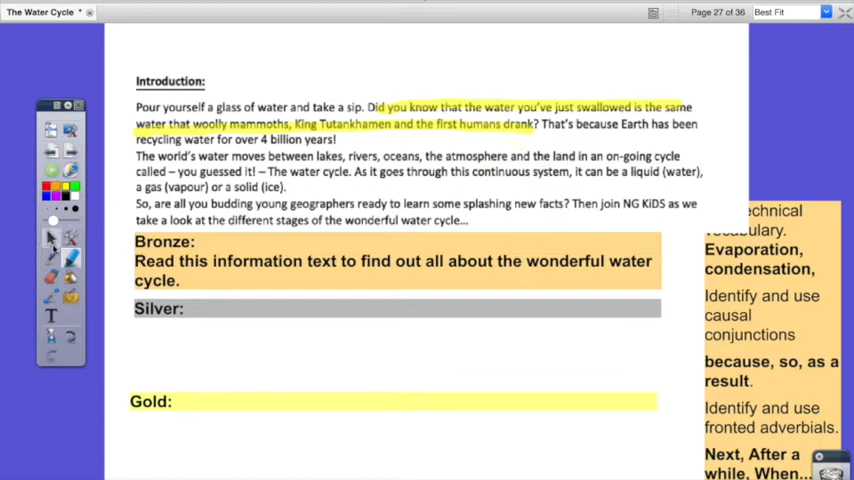 The Water Cycle *
Page 27 of 36
Best Fit
Introduction:
Pour yourself a glass of water and take a sip. Did you know that the water you've just swallowed is the same
water that woolly mammoths, King Tutankhamen and the first humans drank? That's because Earth has been
recycling water for over 4 billion years!
The world's water moves between lakes, rivers, oceans, the atmosphere and the land in an on-going cycle
called – you guessed it! – The water cycle. As it goes through this continuous system, it can be a liquid (water),
a gas (vapour) or a solid (ice).
So, are all you budding young geographers ready to learn some splashing new facts? Then join NG KiDS as we
take a look at the different stages of the wonderful water cycle...
Bronze:
Read this information text to find out all about the wonderful water
cycle.
Silver:
Gold:
echnical
vocabulary.
Evaporation,
condensation,
Identify and use
causal
conjunctions
because, so, as a
result.
Identify and use
fronted adverbials.
Next, After a
while, When...
T